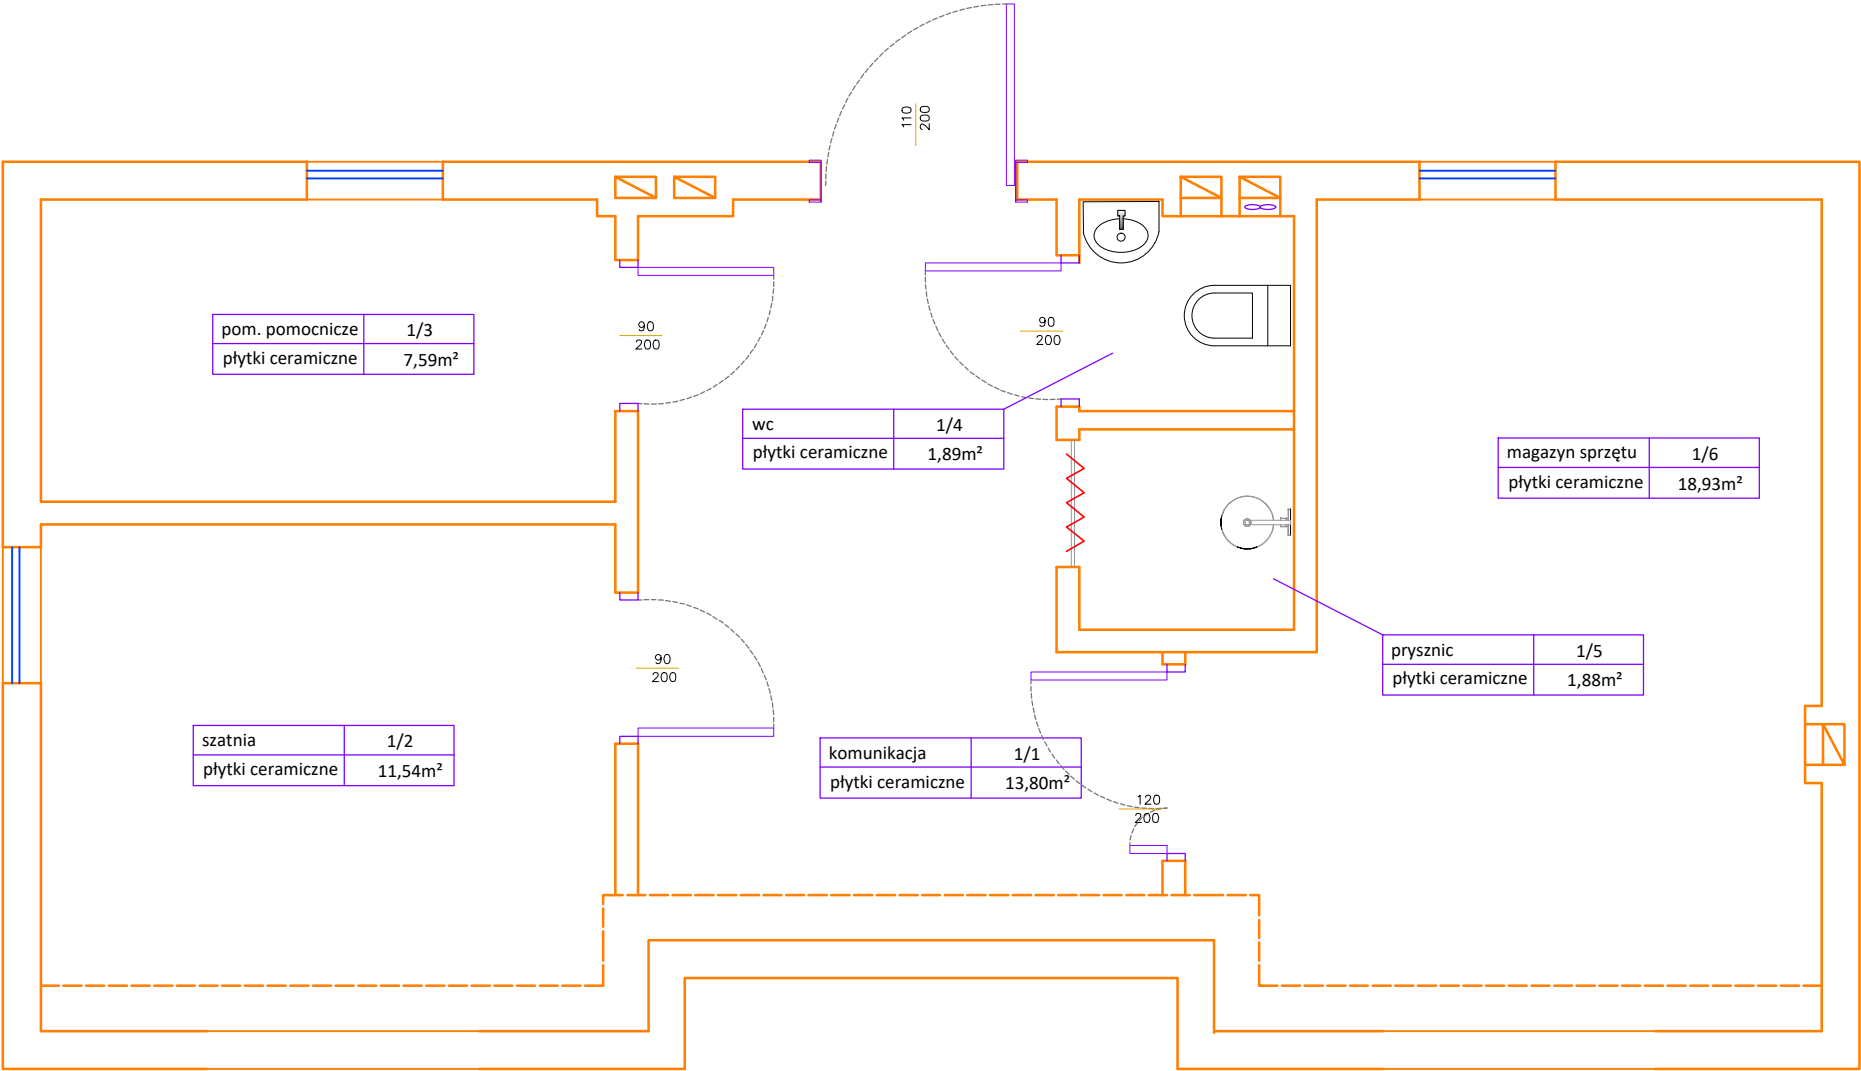 110
200
pom. pomocnicze 1/3
płytki ceramiczne 7,59m²
90
200
90
200
wc 1/4
płytki ceramiczne 1,89m²
magazyn sprzętu 1/6
płytki ceramiczne 18,93m²
90
200
prysznic 1/5
płytki ceramiczne 1,88m²
szatnia 1/2
płytki ceramiczne 11,54m²
komunikacja 1/1
płytki ceramiczne 13,80m²
120
200